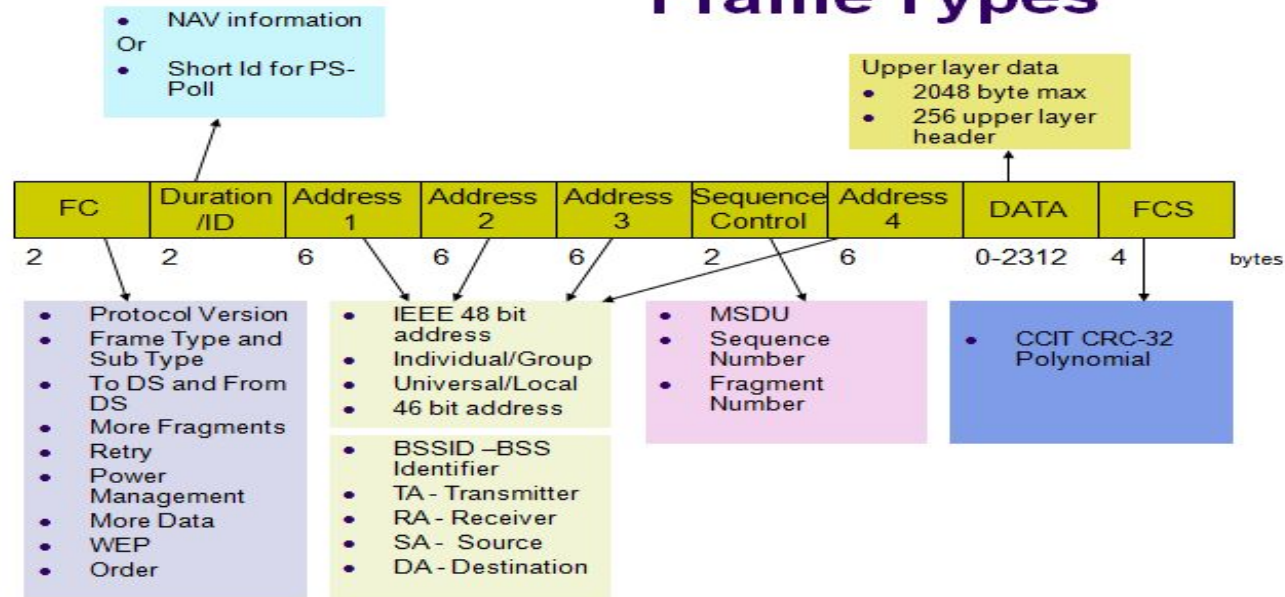 Frame Types
• NAV information
Or
• Short Id for PS-
Poll
Upper layer data
• 2048 byte max
• 256 upper layer
header
FC
Duration
/ID
Address
1
Address
2
Address
3
Sequence
Control
Address
4
DATA
FCS
2 2 6 6 6 2 6 0-2312 4 bytes
• Protocol Version
• Frame Type and
Sub Type
• To DS and From
DS
• More Fragments
• Retry
• Power
Management
• More Data
• WEP
• Order
• IEEE 48 bit
address
• Individual/Group
• Universal/Local
• 46 bit address
• BSSID –BSS
Identifier
• TA - Transmitter
• RA - Receiver
• SA - Source
• DA - Destination
• MSDU
• Sequence
Number
• Fragment
Number
• CCIT CRC-32
Polynomial